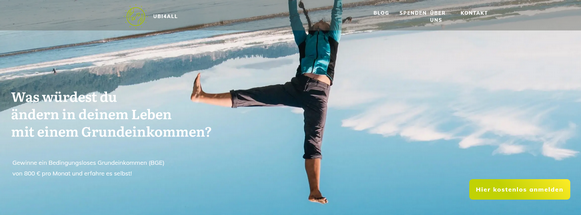 UBI4ALL
BLOG SPENDEN ÜBER UNS KONTAKT
Was würdest du
ändern in deinem Leben
mit einem Grundeinkommen?
Gewinne ein Bedingungsloses Grundeinkommen (BGE)
von 800 € pro Monat und erfahre es selbst!
Hier kostenlos anmelden